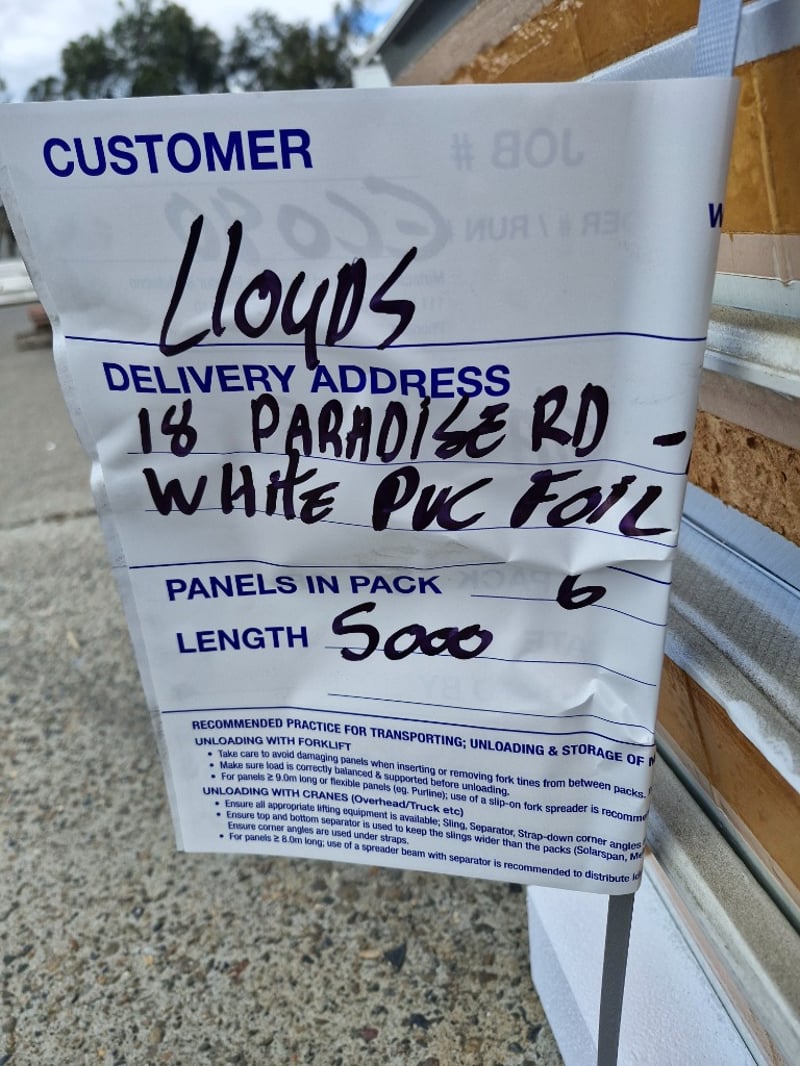 CUSTOMER
LloyDS
DELIVERY ADDRESS
18 PARADiSE RD -
WHitE PVC FOiL
PANELS IN PACK 6
LENGTH 5000
RECOMMENDED PRACTICE FOR TRANSPORTING; UNLOADING & STORAGE OF
UNLOADING WITH FORKLIFT
• Take care to avoid damaging panels when inserting or removing fork tines from between packs.
• Make sure load is correctly balanced & supported before unloading.
• For panels ≥ 9.0m long or flexible panels (eg. Purline); use of a slip-on fork spreader is recomme
UNLOADING WITH CRANES (Overhead/Truck etc)
• Ensure all appropriate lifting equipment is available; Sling, Separator, Strap-down corner angles
• Ensure top and bottom separator is used to keep the slings wider than the packs (Solarspan, Me
Ensure corner angles are used under straps.
• For panels ≥ 8.0m long; use of a spreader beam with separator is recommended to distribute